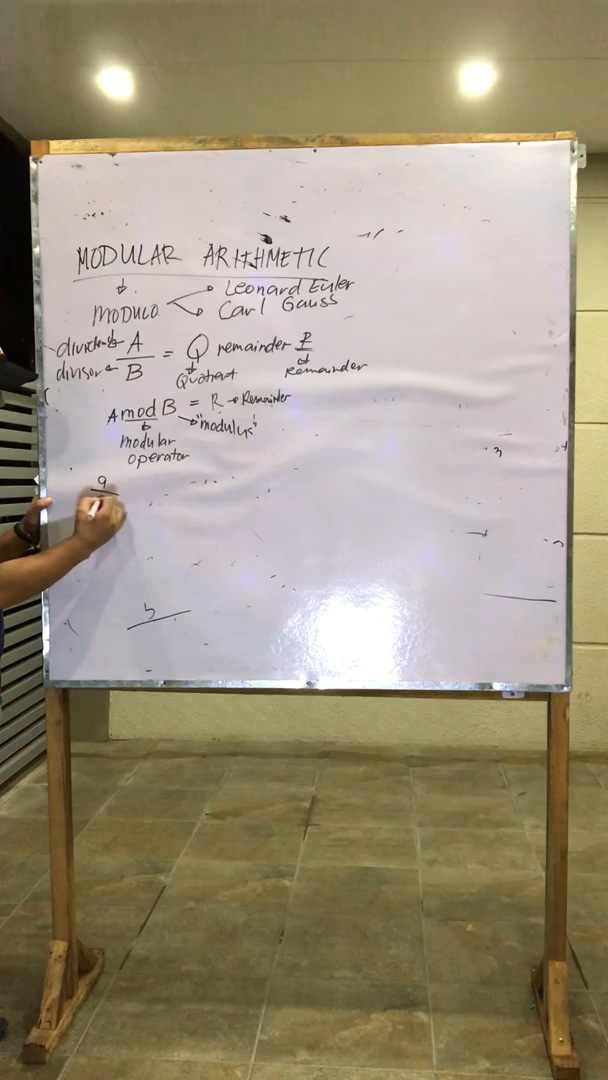 MODULAR ARITHMETIC
MODULO
Leonard Euler
Carl Gauss
dividend A
divisor B
= Q remainder R
Quotient
Remainder
A mod B = R → Remainder
"modulus"
modular
operator
9